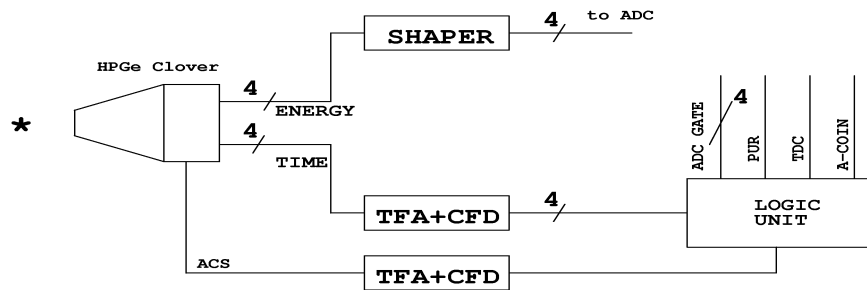 4
to ADC
SHAPER
HPGe Clover
4
ENERGY
4
*
4
TIME
ADC GATE
PUR
TDC
A-COIN
4
TFA+CFD
LOGIC
UNIT
ACS
TFA+CFD